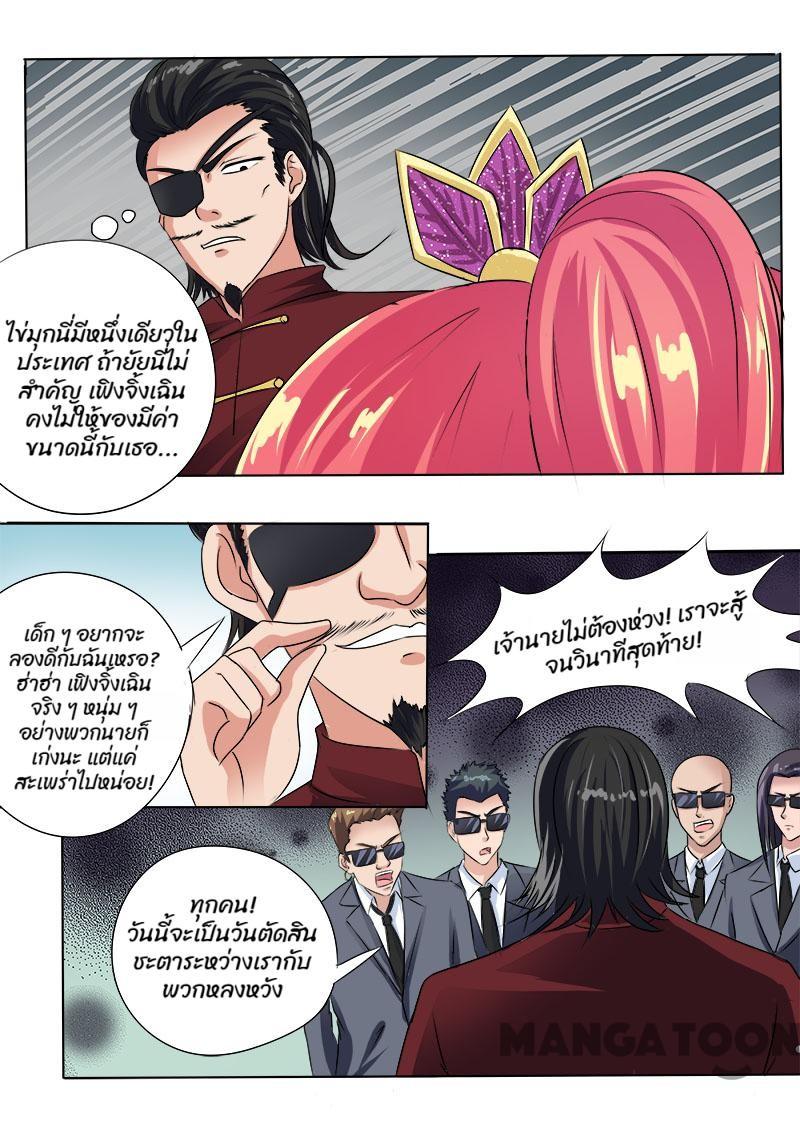 ไข่มุกนี่มีหนึ่งเดียวใน
ประเทศ ถ้ายัยนี่ไม่
สำคัญ เฟิงจิ้งเฉิน
คงไม่ให้ของมีค่า
ขนาดนี้กับเธอ...
เด็ก ๆ อยากจะ
ลองดีกับฉันเหรอ?
ฮ่าฮ่า เฟิงจิ้งเฉิน
จริง ๆ หนุ่ม ๆ
อย่างพวกนายก็
เก่งนะ แต่แค่
สะเพร่าไปหน่อย!
เจ้านายไม่ต้องห่วง! เราจะสู้
จนวินาทีสุดท้าย!
ทุกคน!
วันนี้จะเป็นวันตัดสิน
ชะตาระหว่างเรากับ
พวกหลงหวัง
MANGATOON